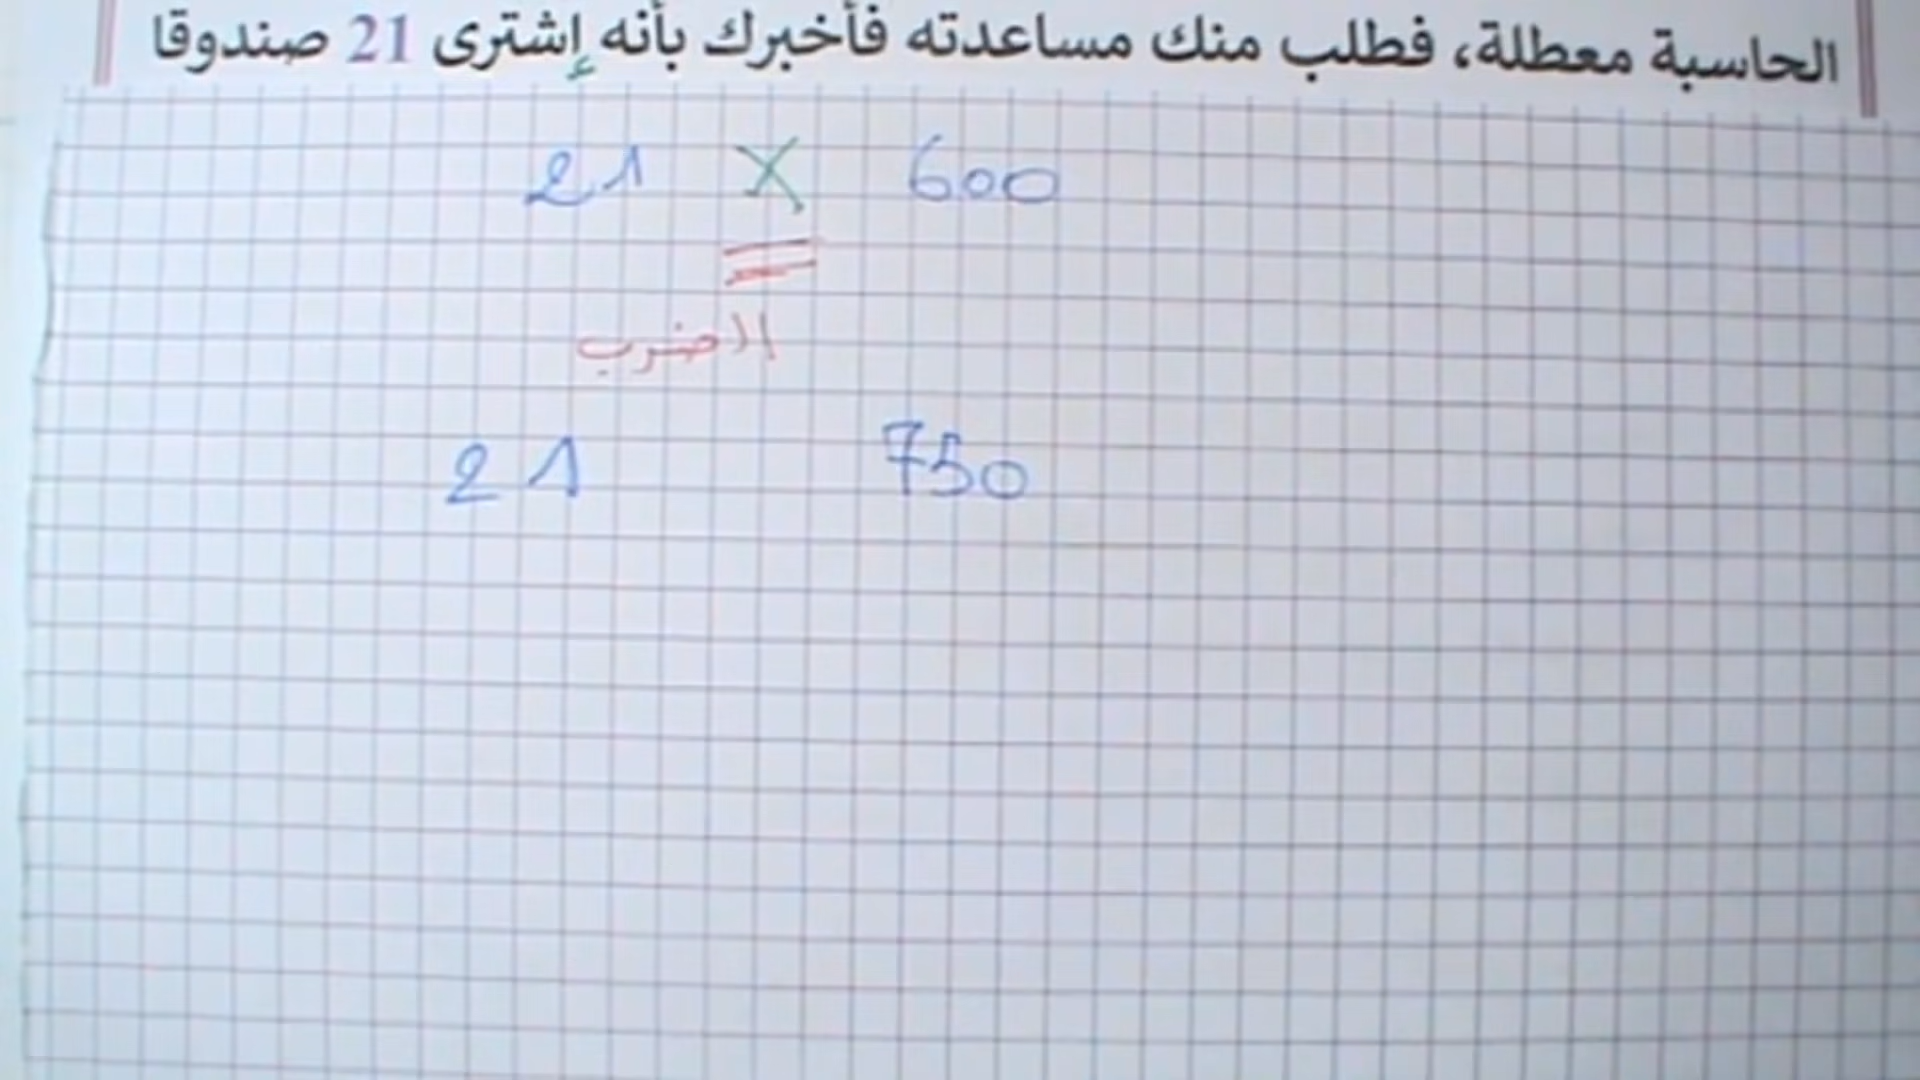 الحاسبة معطلة، فطلب منك مساعدته فأخبرك بأنه إشترى 21 صندوقا
21 X 600
=
الضرب
21 750